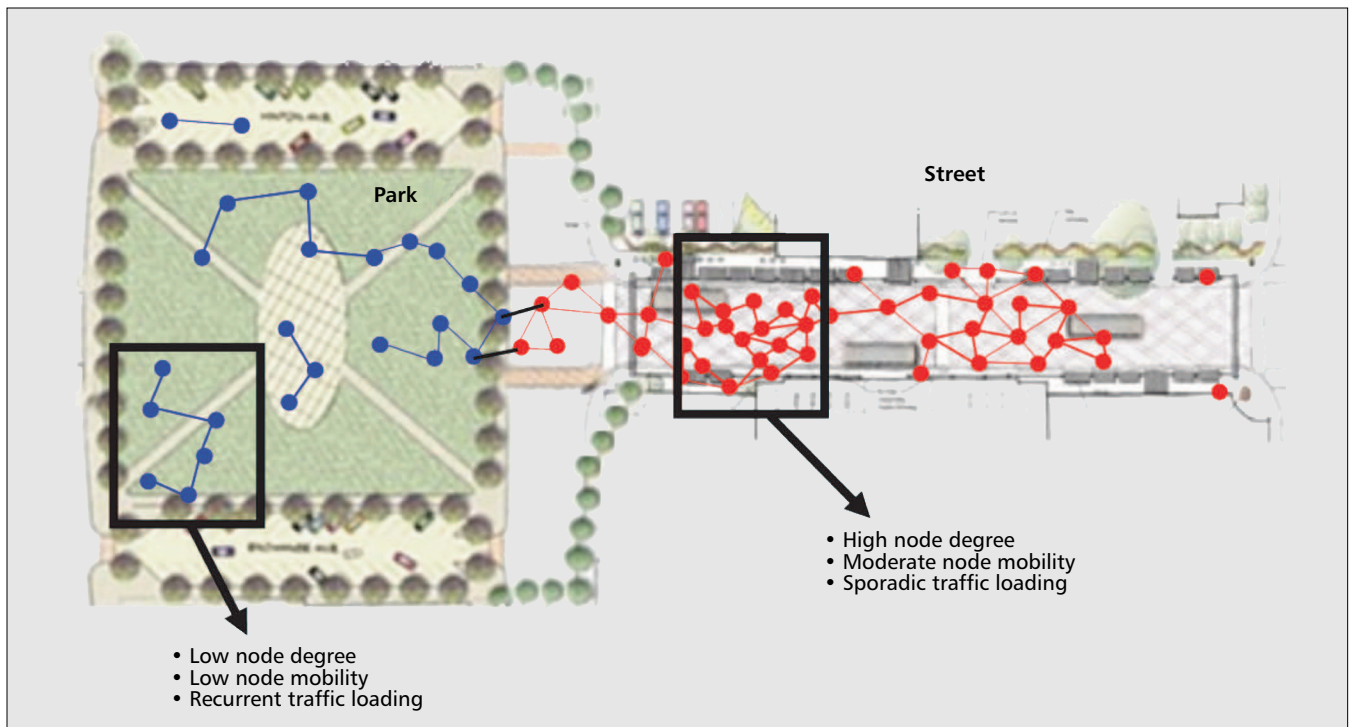 Park
Street
• High node degree
• Moderate node mobility
• Sporadic traffic loading
• Low node degree
• Low node mobility
• Recurrent traffic loading